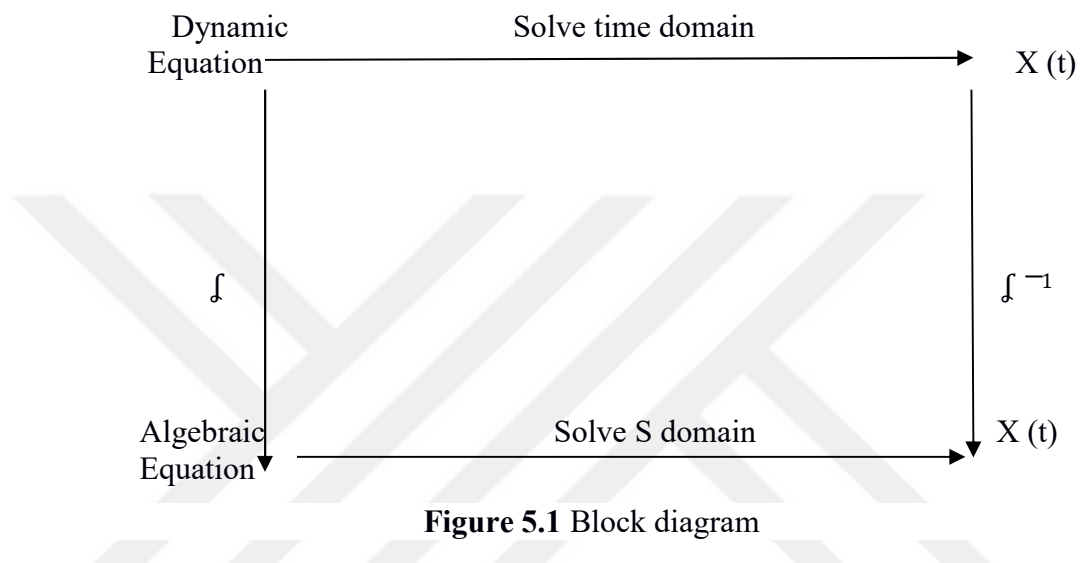 Dynamic
Equation
Solve time domain
X (t)
ʆ
ʆ ⁻¹
Algebraic
Equation
Solve S domain
X (t)
Figure 5.1 Block diagram